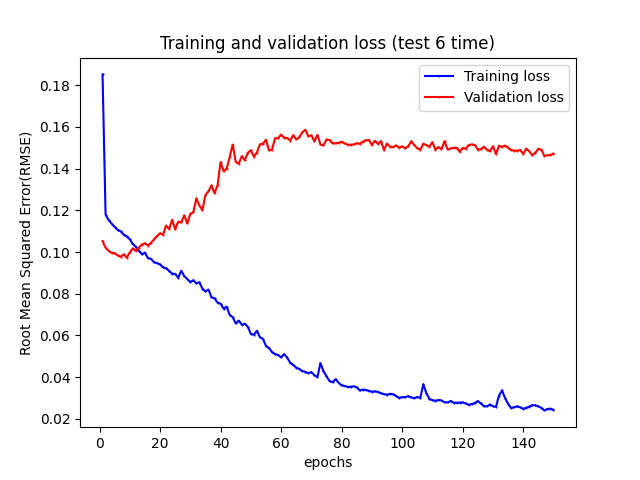 Training and validation loss (test 6 time)
Training loss
Validation loss
0.18
0.16
0.14
0.12
0.10
0.08
0.06
0.04
0.02
Root Mean Squared Error(RMSE)
0 20 40 60 80 100 120 140
epochs